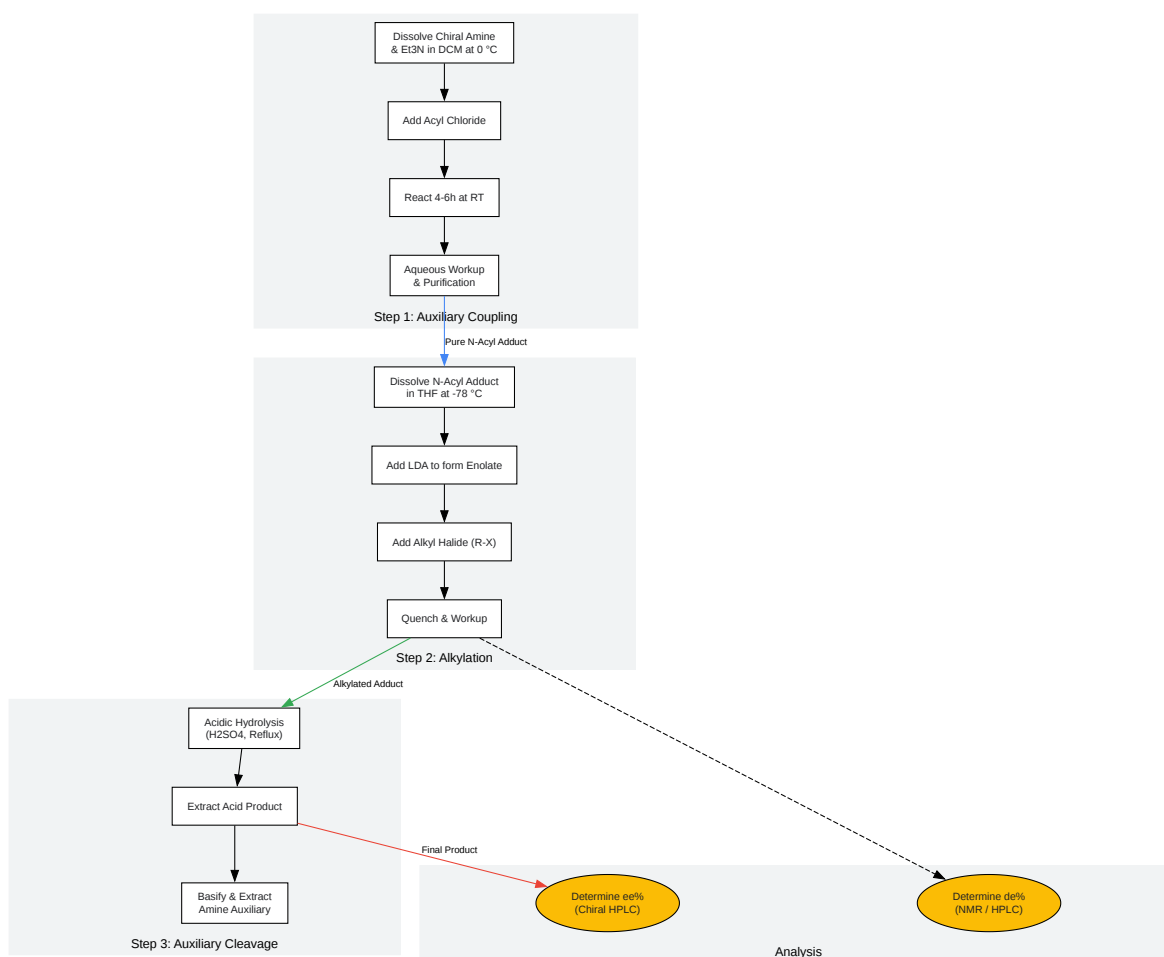 Dissolve Chiral Amine
& Et3N in DCM at 0 °C
Add Acyl Chloride
React 4-6h at RT
Aqueous Workup
& Purification
Step 1: Auxiliary Coupling
Pure N-Acyl Adduct
Dissolve N-Acyl Adduct
in THF at -78 °C
Add LDA to form Enolate
Add Alkyl Halide (R-X)
Quench & Workup
Step 2: Alkylation
Alkylated Adduct
Acidic Hydrolysis
(H2SO4, Reflux)
Extract Acid Product
Final Product
Basify & Extract
Amine Auxiliary
Step 3: Auxiliary Cleavage
Determine ee%
(Chiral HPLC)
Determine de%
(NMR / HPLC)
Analysis